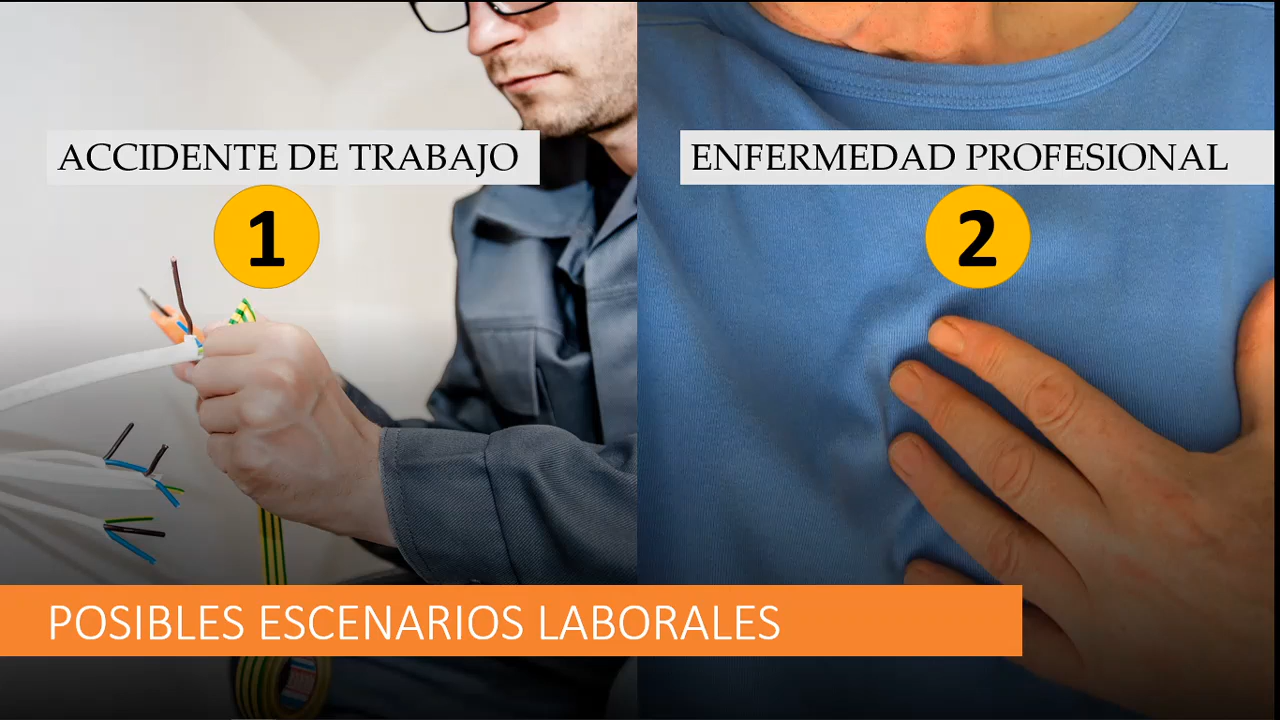 ACCIDENTE DE TRABAJO
1
ENFERMEDAD PROFESIONAL
2
POSIBLES ESCENARIOS LABORALES